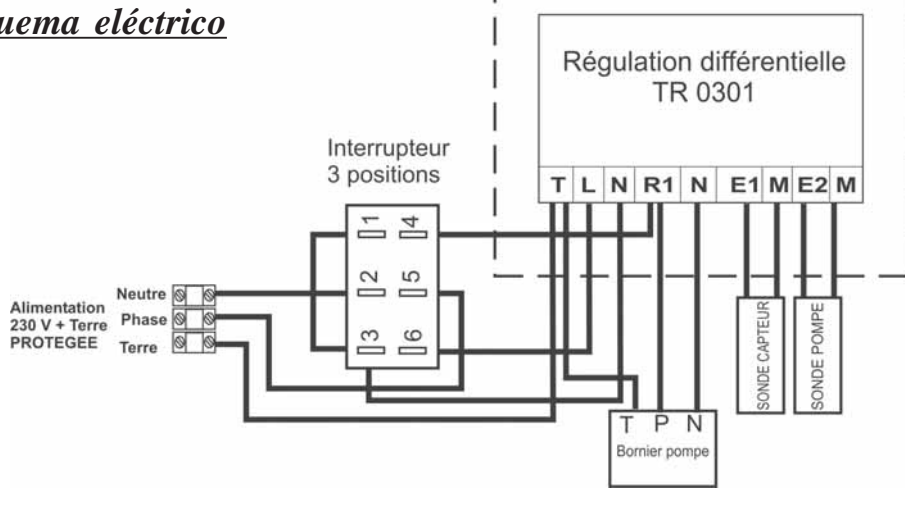 uema eléctrico
Régulation différentielle
TR 0301
T L N R1 N E1 M E2 M
Interrupteur
3 positions
1 4
2 5
3 6
Alimentation
230 V + Terre
PROTEGEE
Neutre
Phase
Terre
SONDE CAPTEUR
SONDE POMPE
T P N
Bornier pompe